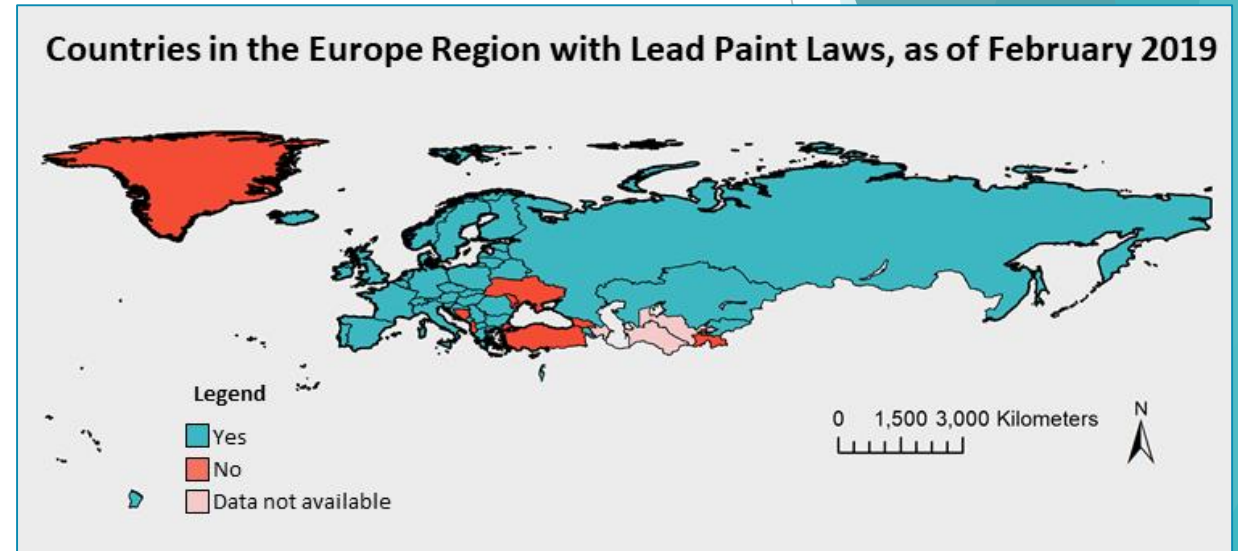 Countries in the Europe Region with Lead Paint Laws, as of February 2019
Legend
Yes
No
Data not available
0 1,500 3,000 Kilometers
N